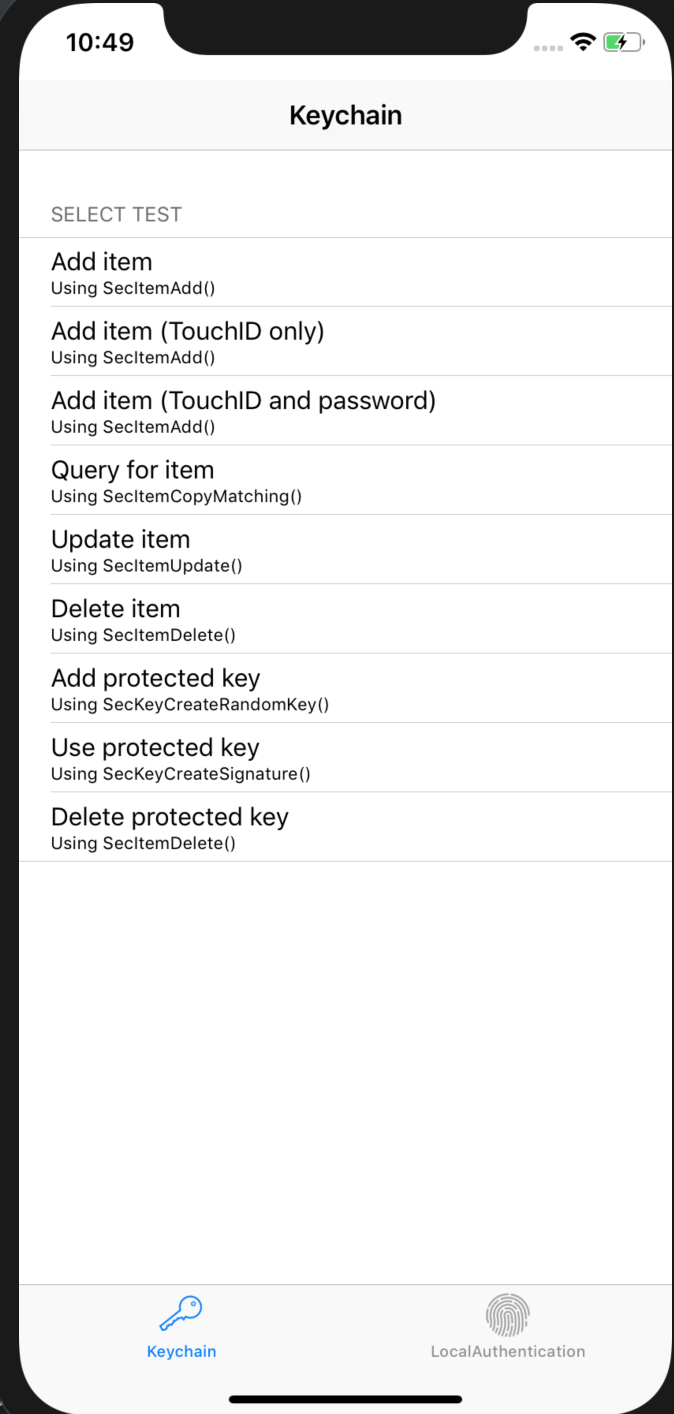 10:49
Keychain
SELECT TEST
Add item
Using SecItemAdd()
Add item (TouchID only)
Using SecItemAdd()
Add item (TouchID and password)
Using SecItemAdd()
Query for item
Using SecItemCopyMatching()
Update item
Using SecItemUpdate()
Delete item
Using SecItemDelete()
Add protected key
Using SecKeyCreateRandomKey()
Use protected key
Using SecKeyCreateSignature()
Delete protected key
Using SecItemDelete()
Keychain
LocalAuthentication